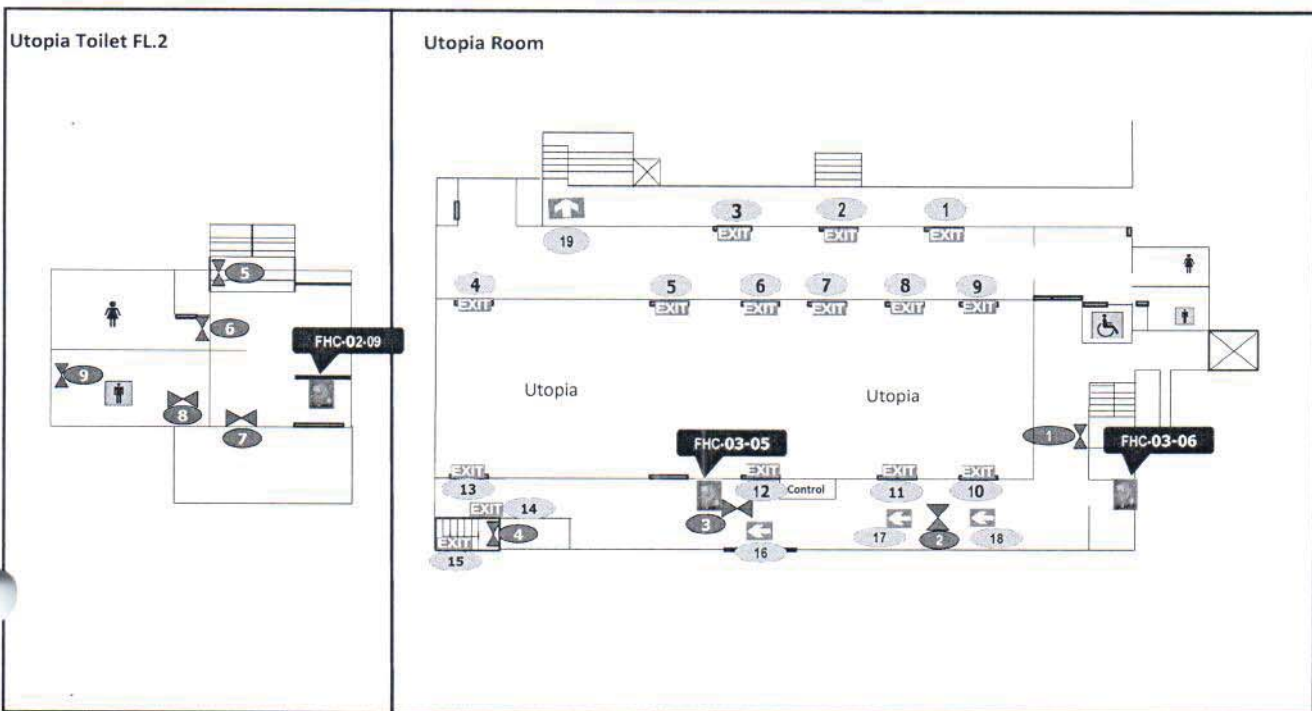 Utopia Toilet FL.2
5
6
FHC-02-09
9
8
7
Utopia Room
3 2 1
EXIT EXIT EXIT
19
4 5 6 7 8 9
EXIT EXIT EXIT EXIT EXIT EXIT
Utopia Utopia
1
FHC-03-05
FHC-03-06
EXIT EXIT EXIT EXIT
13 12 Control 11 10
EXIT 14
3
4
EXIT
15
16
17 2 18